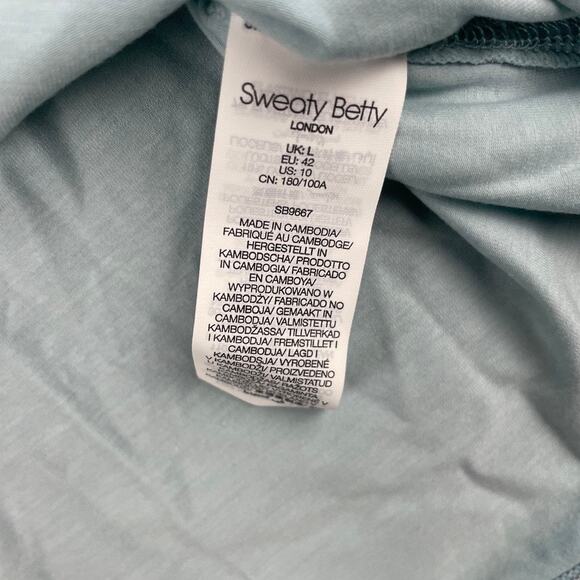 Sweaty Betty
LONDON
UK: L
EU: 42
US: 10
CN: 180/100A
SB9667
MADE IN CAMBODIA/
FABRIQUÉ AU CAMBODGE/
HERGESTELLT IN
KAMBODSCHA/ PRODOTTO
IN CAMBOGIA/ FABRICADO
EN CAMBOYA/
WYPRODUKOWANO W
KAMBODŻY/ FABRICADO NO
CAMBOJA/ GEMAAKT IN
CAMBODJA/ VALMISTETTU
KAMBODŽASSA/ TILLVERKAD
I KAMBODJA/ FREMSTILLET I
CAMBODJA/ LAGD I
KAMBODSJA/ VYROBENÉ
V KAMBODŽI/ PROIZVEDENO
KAMBODŽI/ VALMISTATUD